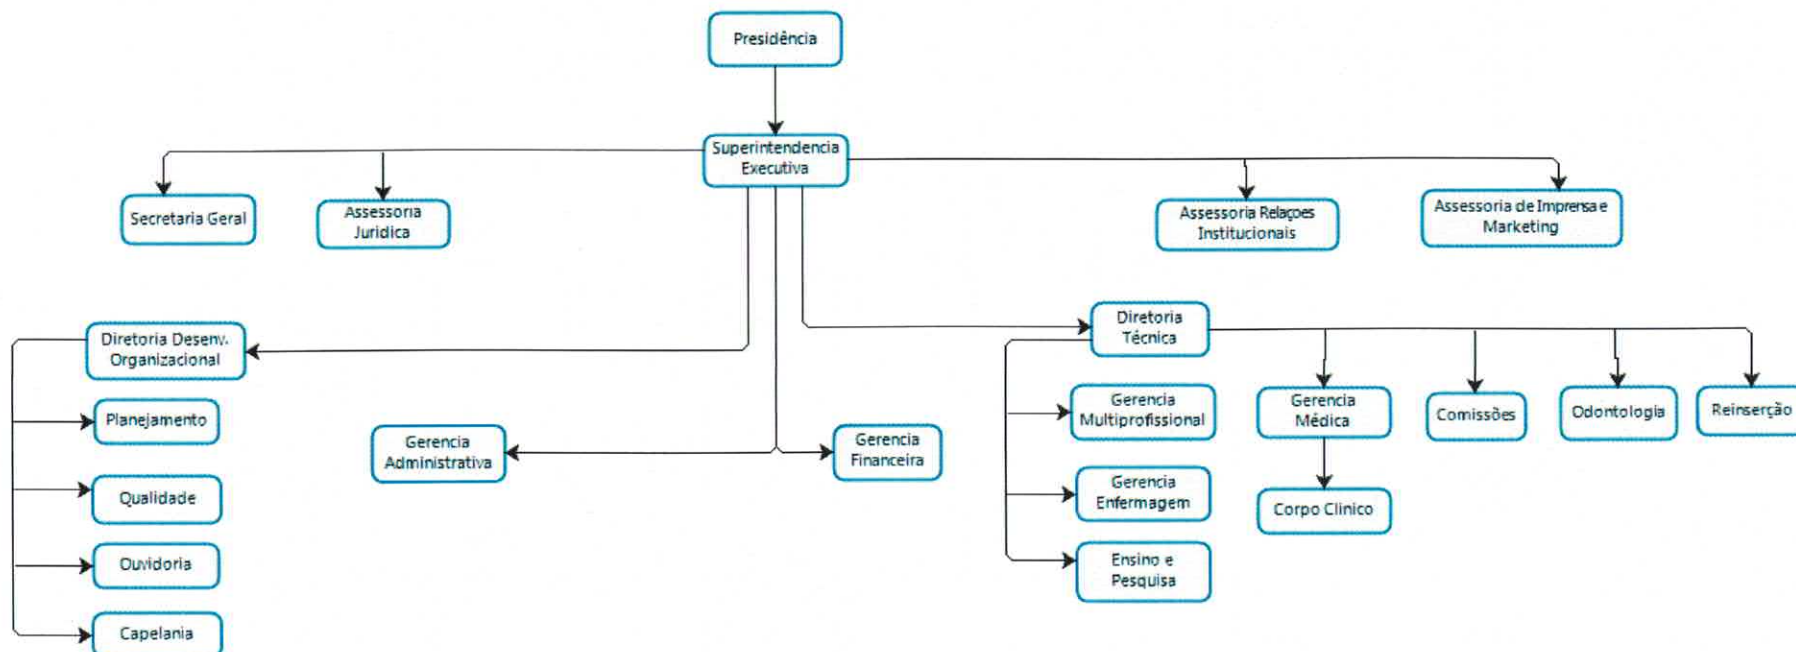 Presidência
Superintendencia
Executiva
Secretaria Geral
Assessoria
Juridica
Assessoria Relaçoes
Institucionais
Assessoria de Imprensa e
Marketing
Diretoria Desenv.
Organizacional
Planejamento
Qualidade
Ouvidoria
Capelania
Gerencia
Administrativa
Gerencia
Financeira
Diretoria
Técnica
Gerencia
Multiprofissional
Gerencia
Enfermagem
Ensino e
Pesquisa
Gerencia
Médica
Corpo Clinico
Comissões
Odontologia
Reinserção